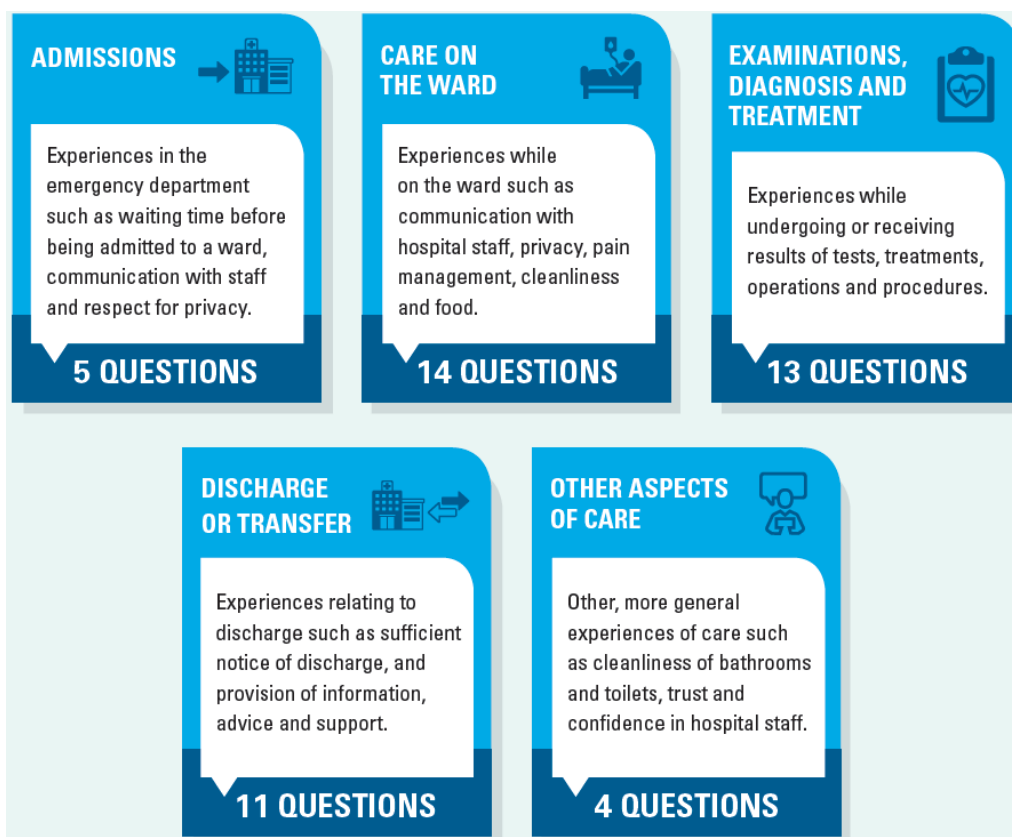 ADMISSIONS
Experiences in the
emergency department
such as waiting time before
being admitted to a ward,
communication with staff
and respect for privacy.
5 QUESTIONS
CARE ON
THE WARD
Experiences while
on the ward such as
communication with
hospital staff, privacy, pain
management, cleanliness
and food.
14 QUESTIONS
EXAMINATIONS,
DIAGNOSIS AND
TREATMENT
Experiences while
undergoing or receiving
results of tests, treatments,
operations and procedures.
13 QUESTIONS
DISCHARGE
OR TRANSFER
Experiences relating to
discharge such as sufficient
notice of discharge, and
provision of information,
advice and support.
11 QUESTIONS
OTHER ASPECTS
OF CARE
Other, more general
experiences of care such
as cleanliness of bathrooms
and toilets, trust and
confidence in hospital staff.
4 QUESTIONS